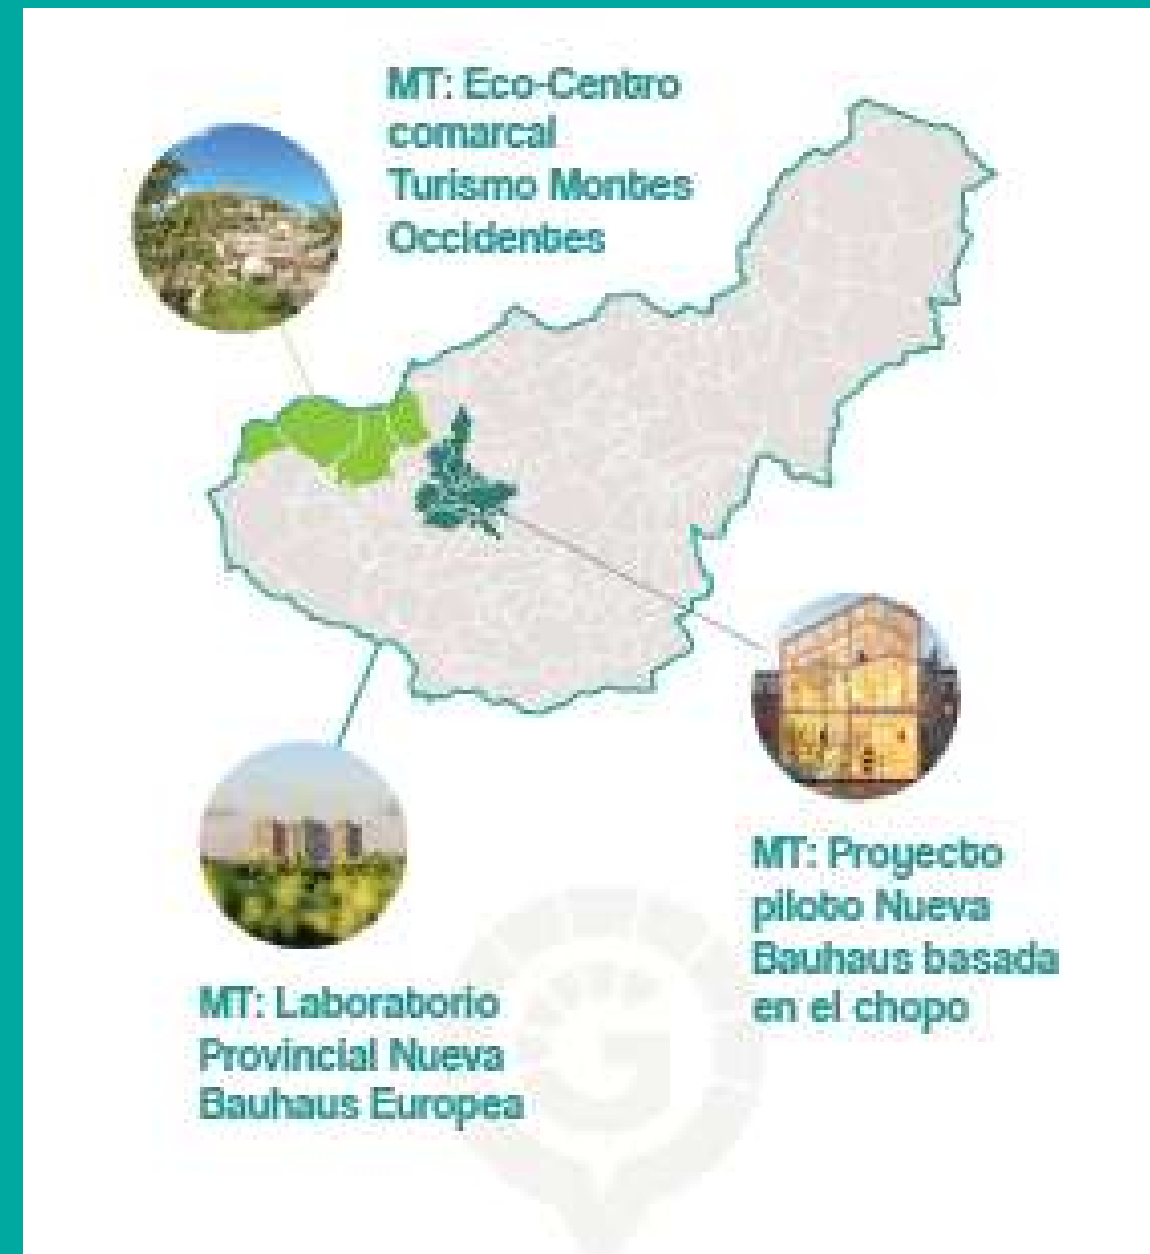 MT: Eco-Centro
comarcal
Turismo Montes
Occidentes
MT: Proyecto
piloto Nueva
Bauhaus basada
en el chopo
MT: Laboratorio
Provincial Nueva
Bauhaus Europea
G